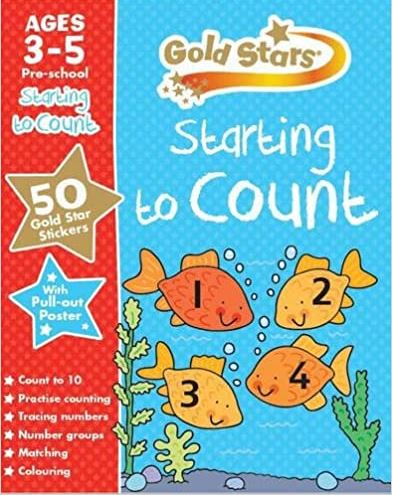 AGES
3-5
Pre-school
Starting
to Count
Gold Stars®
Starting
to Count
50
Gold Star
Stickers
With
Pull-out
Poster
1
2
3
4
Count to 10
Practise counting
Tracing numbers
Number groups
Matching
Colouring